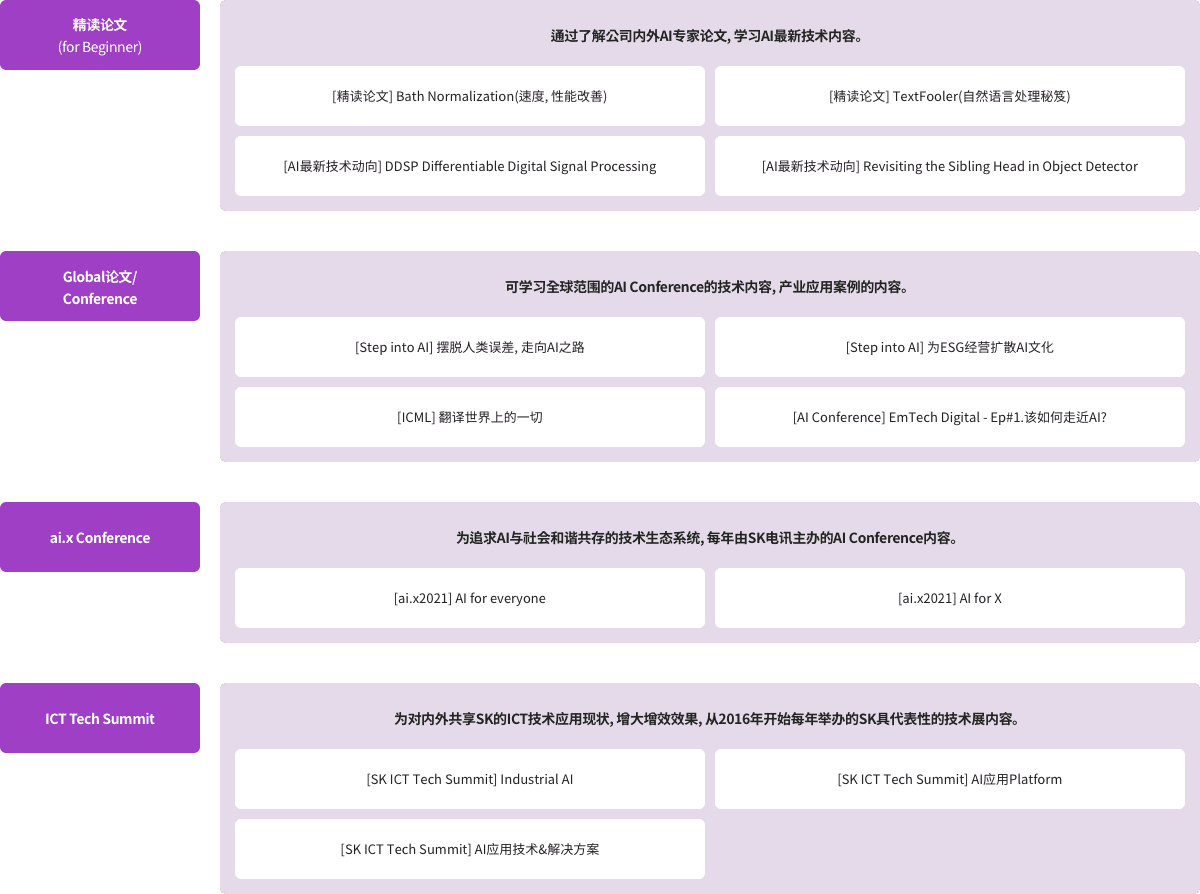 精读论文
(for Beginner)
通过了解公司内外AI专家论文, 学习AI最新技术内容。
[精读论文] Bath Normalization(速度, 性能改善)
[精读论文] TextFooler(自然语言处理秘笈)
[AI最新技术动向] DDSP Differentiable Digital Signal Processing
[AI最新技术动向] Revisiting the Sibling Head in Object Detector
Global论文/
Conference
可学习全球范围的AI Conference的技术内容, 产业应用案例的内容。
[Step into AI] 摆脱人类误差, 走向AI之路
[Step into AI] 为ESG经营扩散AI文化
[ICML] 翻译世界上的一切
[AI Conference] EmTech Digital - Ep#1.该如何走近AI?
ai.x Conference
为追求AI与社会和谐共存的技术生态系统, 每年由SK电讯主办的AI Conference内容。
[ai.x2021] AI for everyone
[ai.x2021] AI for X
ICT Tech Summit
为对内外共享SK的ICT技术应用现状, 增大增效效果, 从2016年开始每年举办的SK具代表性的技术展内容。
[SK ICT Tech Summit] Industrial AI
[SK ICT Tech Summit] AI应用Platform
[SK ICT Tech Summit] AI应用技术&解决方案